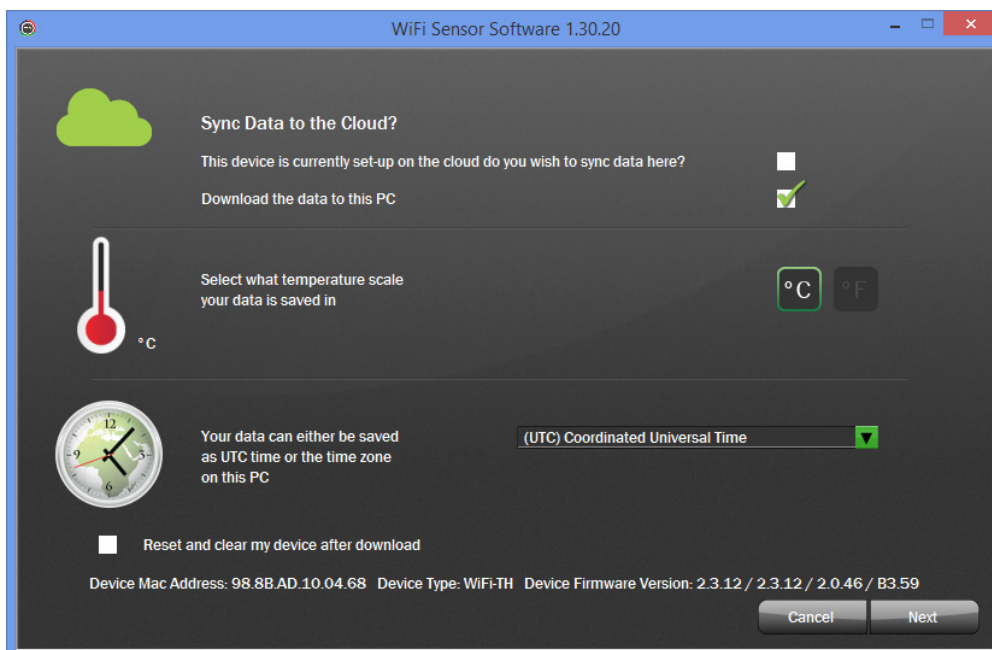 WiFi Sensor Software 1.30.20
Sync Data to the Cloud?
This device is currently set-up on the cloud do you wish to sync data here?
Download the data to this PC
Select what temperature scale
your data is saved in
°C °F
°C
12
9 3
6
Your data can either be saved
as UTC time or the time zone
on this PC
(UTC) Coordinated Universal Time
Reset and clear my device after download
Device Mac Address: 98.8B.AD.10.04.68 Device Type: WiFi-TH Device Firmware Version: 2.3.12 / 2.3.12 / 2.0.46 / B3.59
Cancel Next